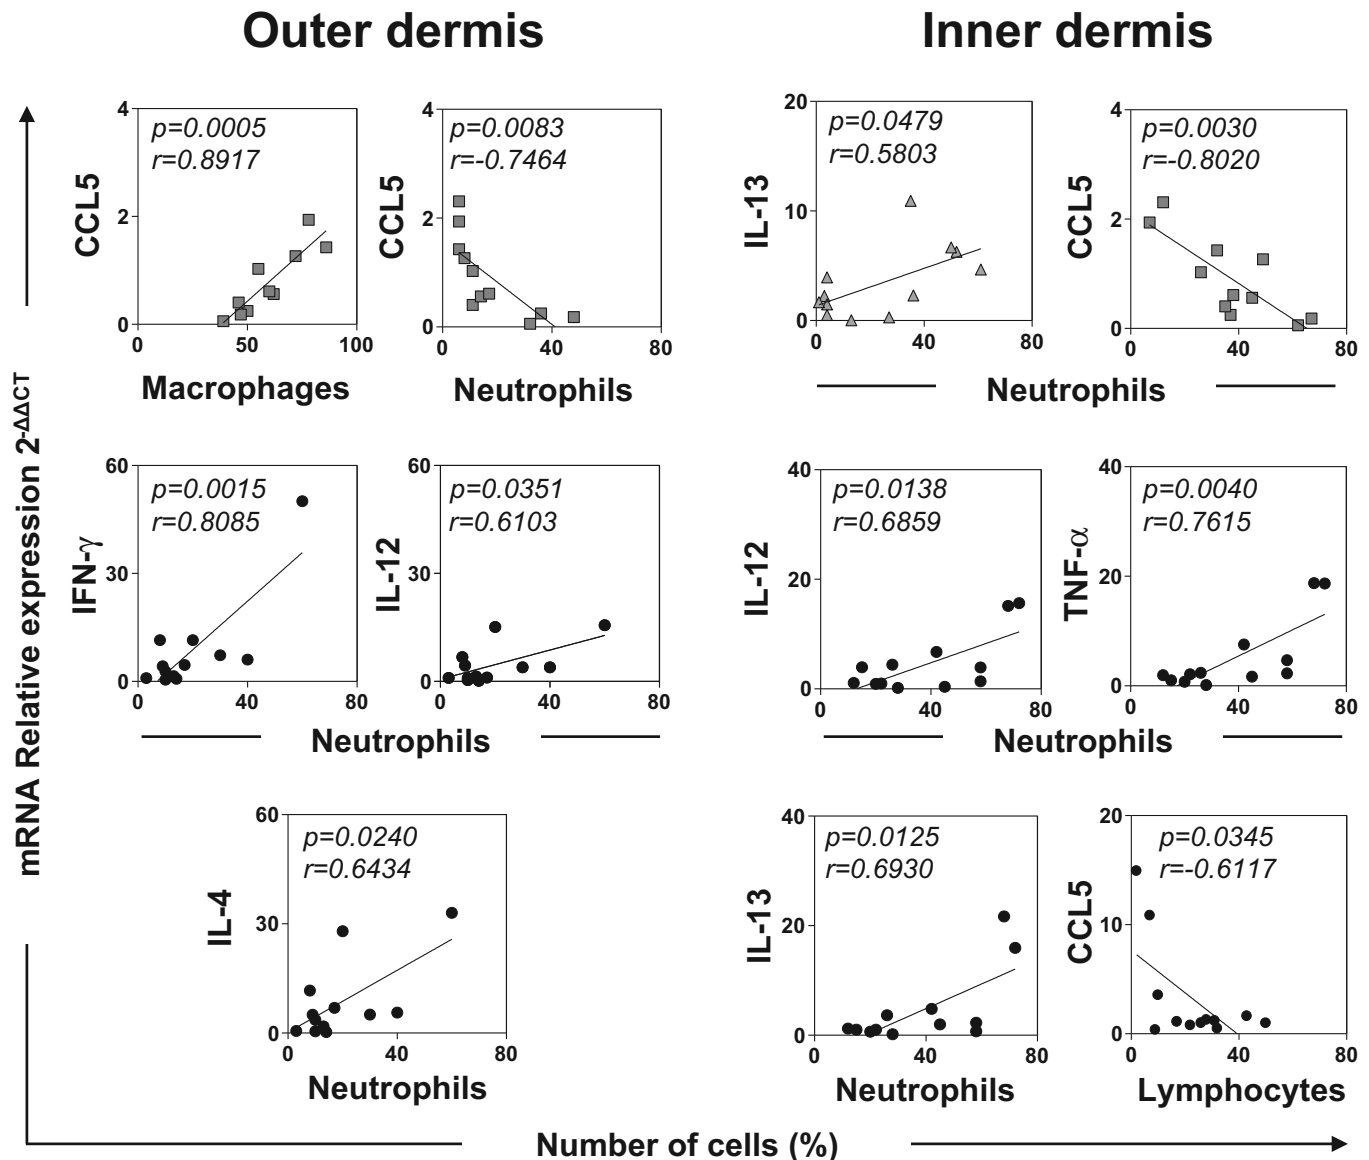 Outer dermis
Inner dermis
mRNA Relative expression 2-ΔΔCT
CCL5
p=0.0005
r=0.8917
4
2
0
0 50 100
Macrophages
CCL5
p=0.0083
r=-0.7464
4
2
0
0 40 80
Neutrophils
IL-13
p=0.0479
r=0.5803
20
10
0
0 40 80
CCL5
p=0.0030
r=-0.8020
4
2
0
0 40 80
Neutrophils
IFN-γ
p=0.0015
r=0.8085
60
30
0
0 40 80
IL-12
p=0.0351
r=0.6103
60
30
0
0 40 80
Neutrophils
IL-12
p=0.0138
r=0.6859
40
20
0
0 40 80
TNF-α
p=0.0040
r=0.7615
40
20
0
0 40 80
Neutrophils
IL-4
p=0.0240
r=0.6434
60
30
0
0 40 80
Neutrophils
IL-13
p=0.0125
r=0.6930
40
20
0
0 40 80
Neutrophils
CCL5
p=0.0345
r=-0.6117
20
10
0
0 40 80
Lymphocytes
Number of cells (%)